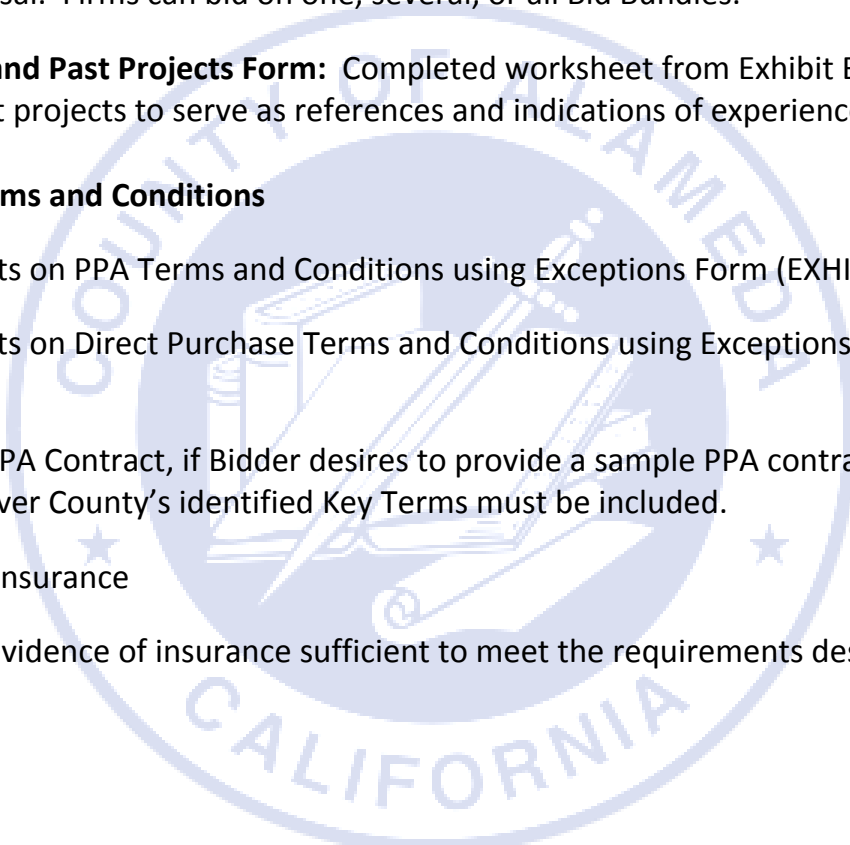 sal. Firms can bid on one, several, or all Bid Bundles.
and Past Projects Form: Completed worksheet from Exhibit
t projects to serve as references and indications of experienc
ms and Conditions
ts on PPA Terms and Conditions using Exceptions Form (EXHI
ts on Direct Purchase Terms and Conditions using Exceptions
PA Contract, if Bidder desires to provide a sample PPA contra
ver County’s identified Key Terms must be included.
nsurance
vidence of insurance sufficient to meet the requirements des
COUNTY OF ALAMEDA
CALIFORNIA